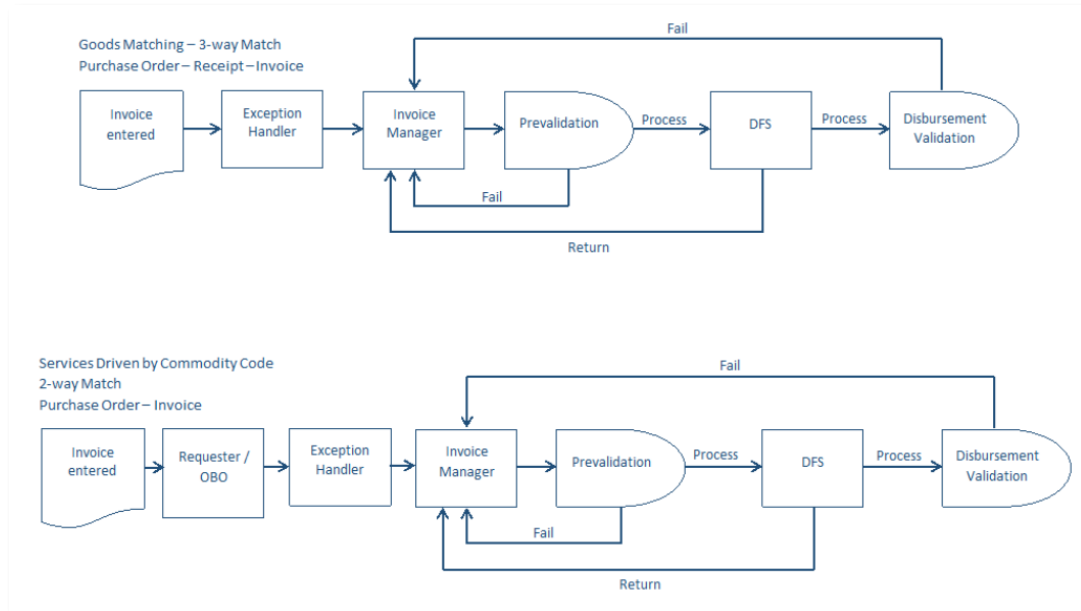 Fail
Goods Matching – 3-way Match
Purchase Order – Receipt – Invoice
Invoice
entered
Exception
Handler
Invoice
Manager
Prevalidation
Process
DFS
Process
Disbursement
Validation
Fail
Return
Services Driven by Commodity Code
2-way Match
Purchase Order – Invoice
Fail
Invoice
entered
Requester /
OBO
Exception
Handler
Invoice
Manager
Prevalidation
Process
DFS
Process
Disbursement
Validation
Fail
Return